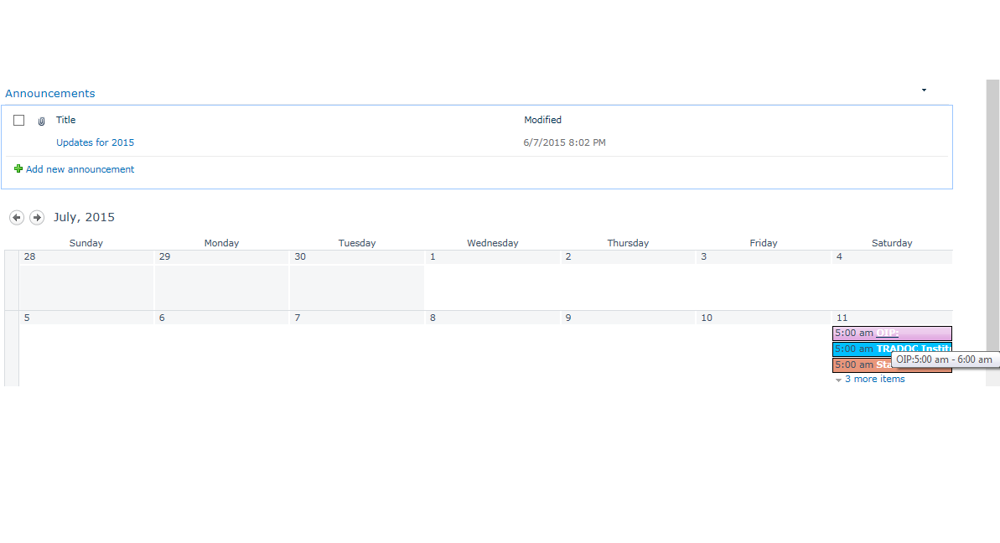 Announcements
Title Modified
Updates for 2015 6/7/2015 8:02 PM
Add new announcement
July, 2015
Sunday Monday Tuesday Wednesday Thursday Friday Saturday
28 29 30 1 2 3 4
5 6 7 8 9 10 11
5:00 am OIP:
5:00 am TRADOC Instit
OIP:5:00 am - 6:00 am
5:00 am
3 more items